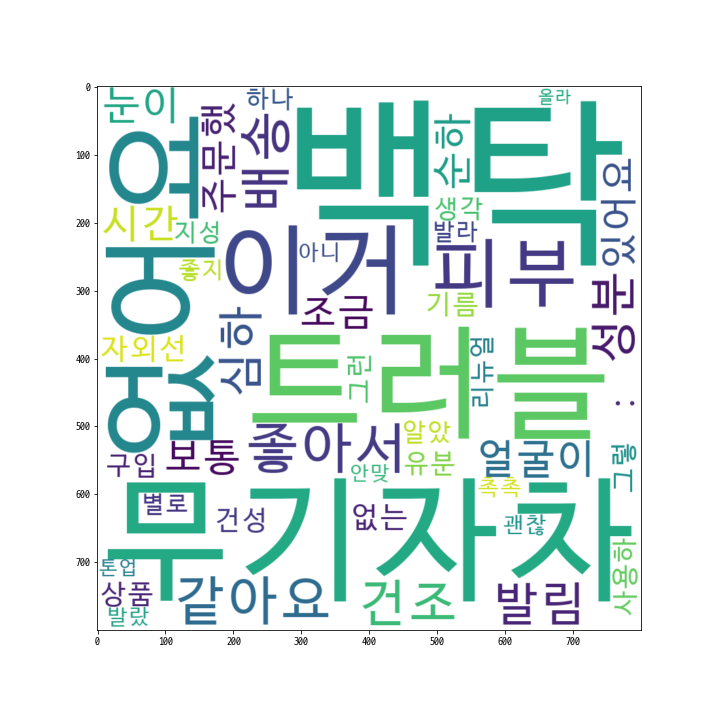 0
100
200
300
400
500
600
700
0
100
200
300
400
500
600
700
눈이
하나
올라
주문했
배송
백탁
순하
없어요
시간
지성
생각
발라
있어요
좋지
이거
아니
피부
기름
조금
성분
자외선
심하
트러블
그런
리뉴얼
:
구입
보통
좋아서
알았
안맞
유분
얼굴이
그렇
촉촉
무기자차
별로
건성
없는
괜찮
톤업
상품
발랐
같아요
건조
발림
사용하